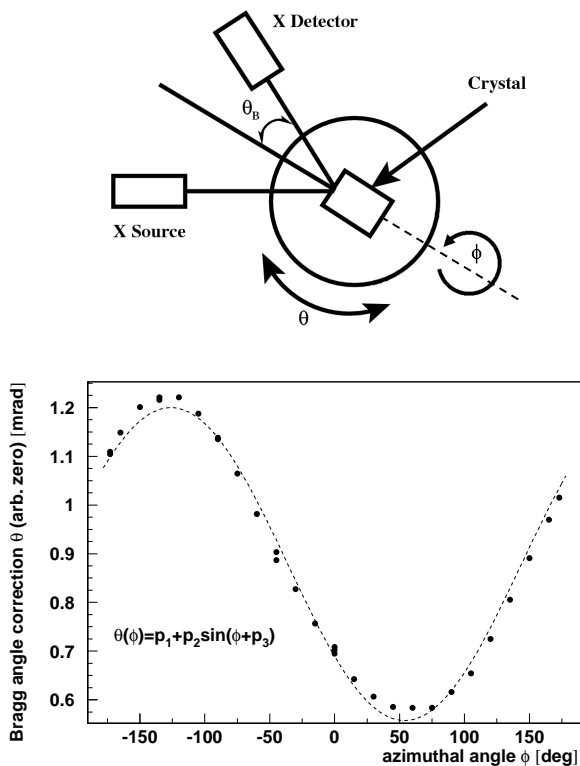 X Detector
θB
Crystal
X Source
θ
ϕ
Bragg angle correction θ (arb. zero) [mrad]
1.2
1.1
1
0.9
0.8
0.7
0.6
θ(ϕ)=p1+p2sin(ϕ+p3)
-150 -100 -50 0 50 100 150
azimuthal angle ϕ [deg]